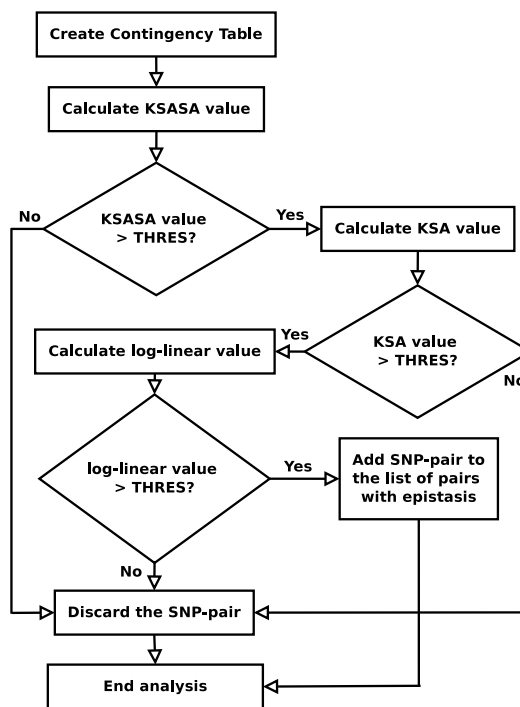 Create Contingency Table
Calculate KSASA value
No
KSASA value
> THRES?
Yes
Calculate KSA value
Calculate log-linear value
Yes
KSA value
> THRES?
No
log-linear value
> THRES?
Yes
Add SNP-pair to
the list of pairs
with epistasis
No
Discard the SNP-pair
End analysis